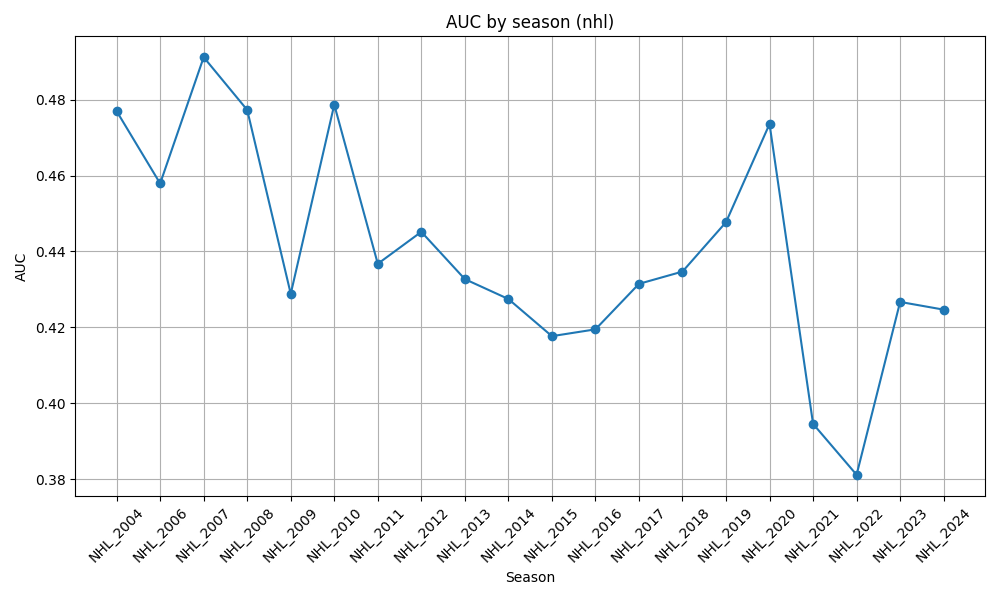 AUC by season (nhl)
AUC
0.48
0.46
0.44
0.42
0.40
0.38
NHL_2004
NHL_2006
NHL_2007
NHL_2008
NHL_2009
NHL_2010
NHL_2011
NHL_2012
NHL_2013
NHL_2014
NHL_2015
NHL_2016
NHL_2017
NHL_2018
NHL_2019
NHL_2020
NHL_2021
NHL_2022
NHL_2023
NHL_2024
Season